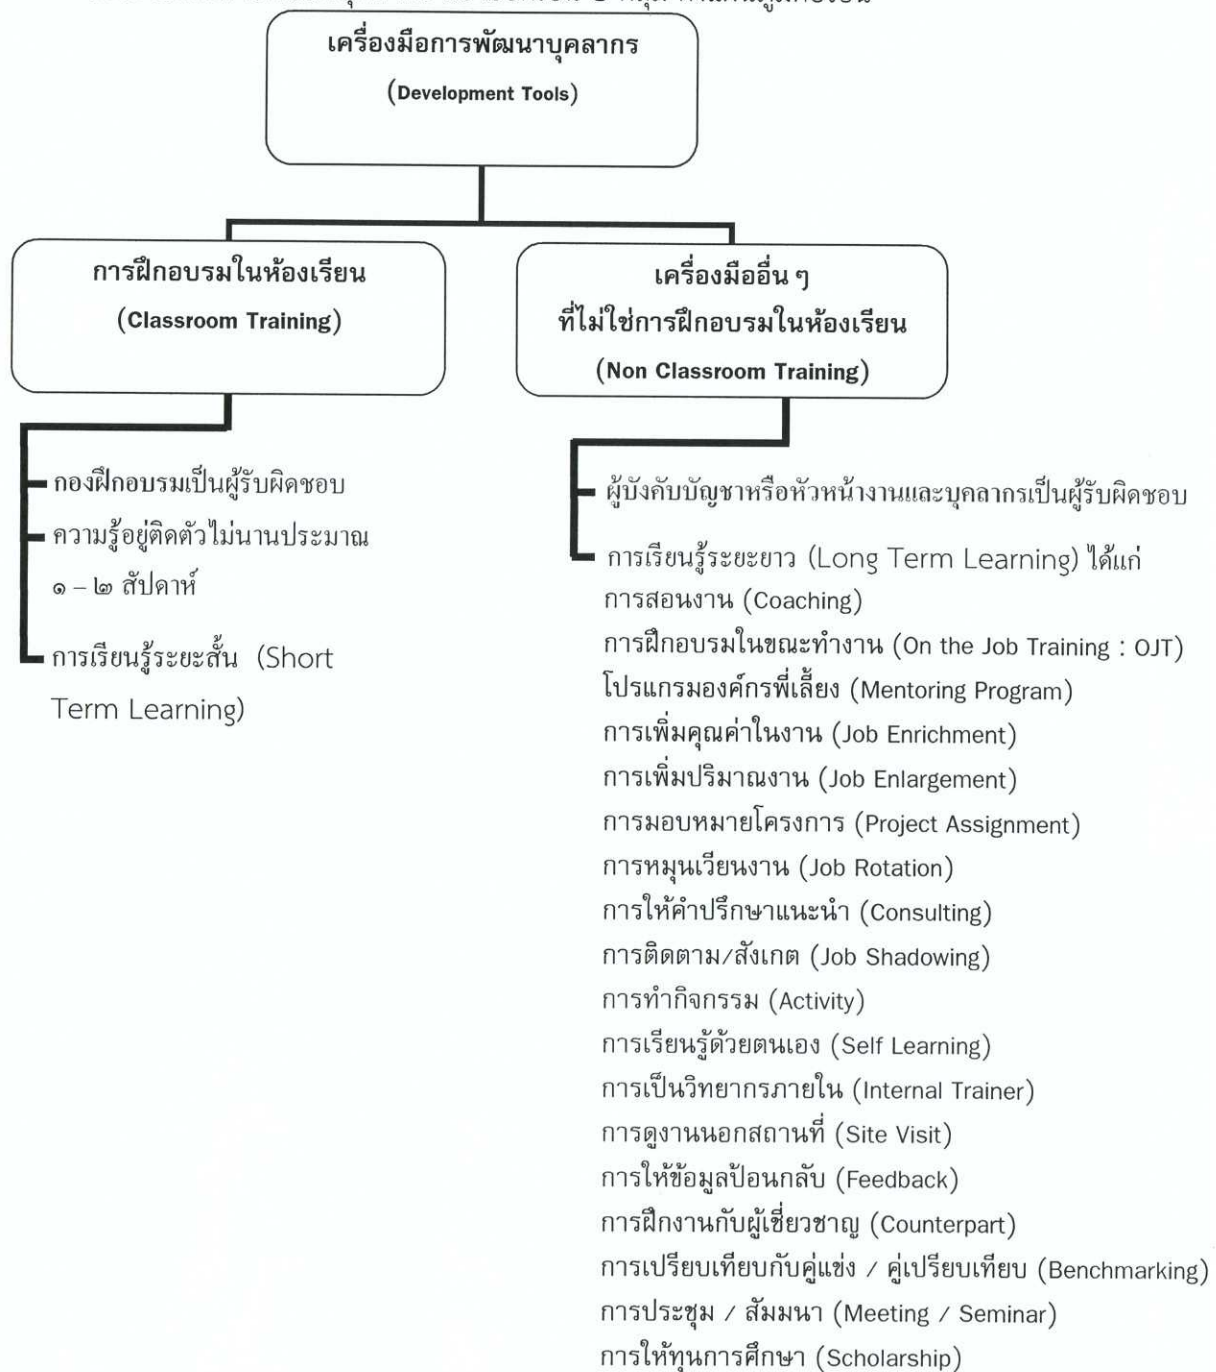 เครื่องมือการพัฒนาบุคลากร
(Development Tools)
การฝึกอบรมในห้องเรียน
(Classroom Training)
เครื่องมืออื่น ๆ
ที่ไม่ใช่การฝึกอบรมในห้องเรียน
(Non Classroom Training)
กองฝึกอบรมเป็นผู้รับผิดชอบ
ความรู้อยู่ติดตัวไม่นานประมาณ
๑ – ๒ สัปดาห์
การเรียนรู้ระยะสั้น (Short
Term Learning)
ผู้บังคับบัญชาหรือหัวหน้างานและบุคลากรเป็นผู้รับผิดชอบ
การเรียนรู้ระยะยาว (Long Term Learning) ได้แก่
การสอนงาน (Coaching)
การฝึกอบรมในขณะทำงาน (On the Job Training : OJT)
โปรแกรมองค์กรพี่เลี้ยง (Mentoring Program)
การเพิ่มคุณค่าในงาน (Job Enrichment)
การเพิ่มปริมาณงาน (Job Enlargement)
การมอบหมายโครงการ (Project Assignment)
การหมุนเวียนงาน (Job Rotation)
การให้คำปรึกษาแนะนำ (Consulting)
การติดตาม/สังเกต (Job Shadowing)
การทำกิจกรรม (Activity)
การเรียนรู้ด้วยตนเอง (Self Learning)
การเป็นวิทยากรภายใน (Internal Trainer)
การดูงานนอกสถานที่ (Site Visit)
การให้ข้อมูลป้อนกลับ (Feedback)
การฝึกงานกับผู้เชี่ยวชาญ (Counterpart)
การเปรียบเทียบกับคู่แข่ง / คู่เปรียบเทียบ (Benchmarking)
การประชุม / สัมมนา (Meeting / Seminar)
การให้ทุนการศึกษา (Scholarship)